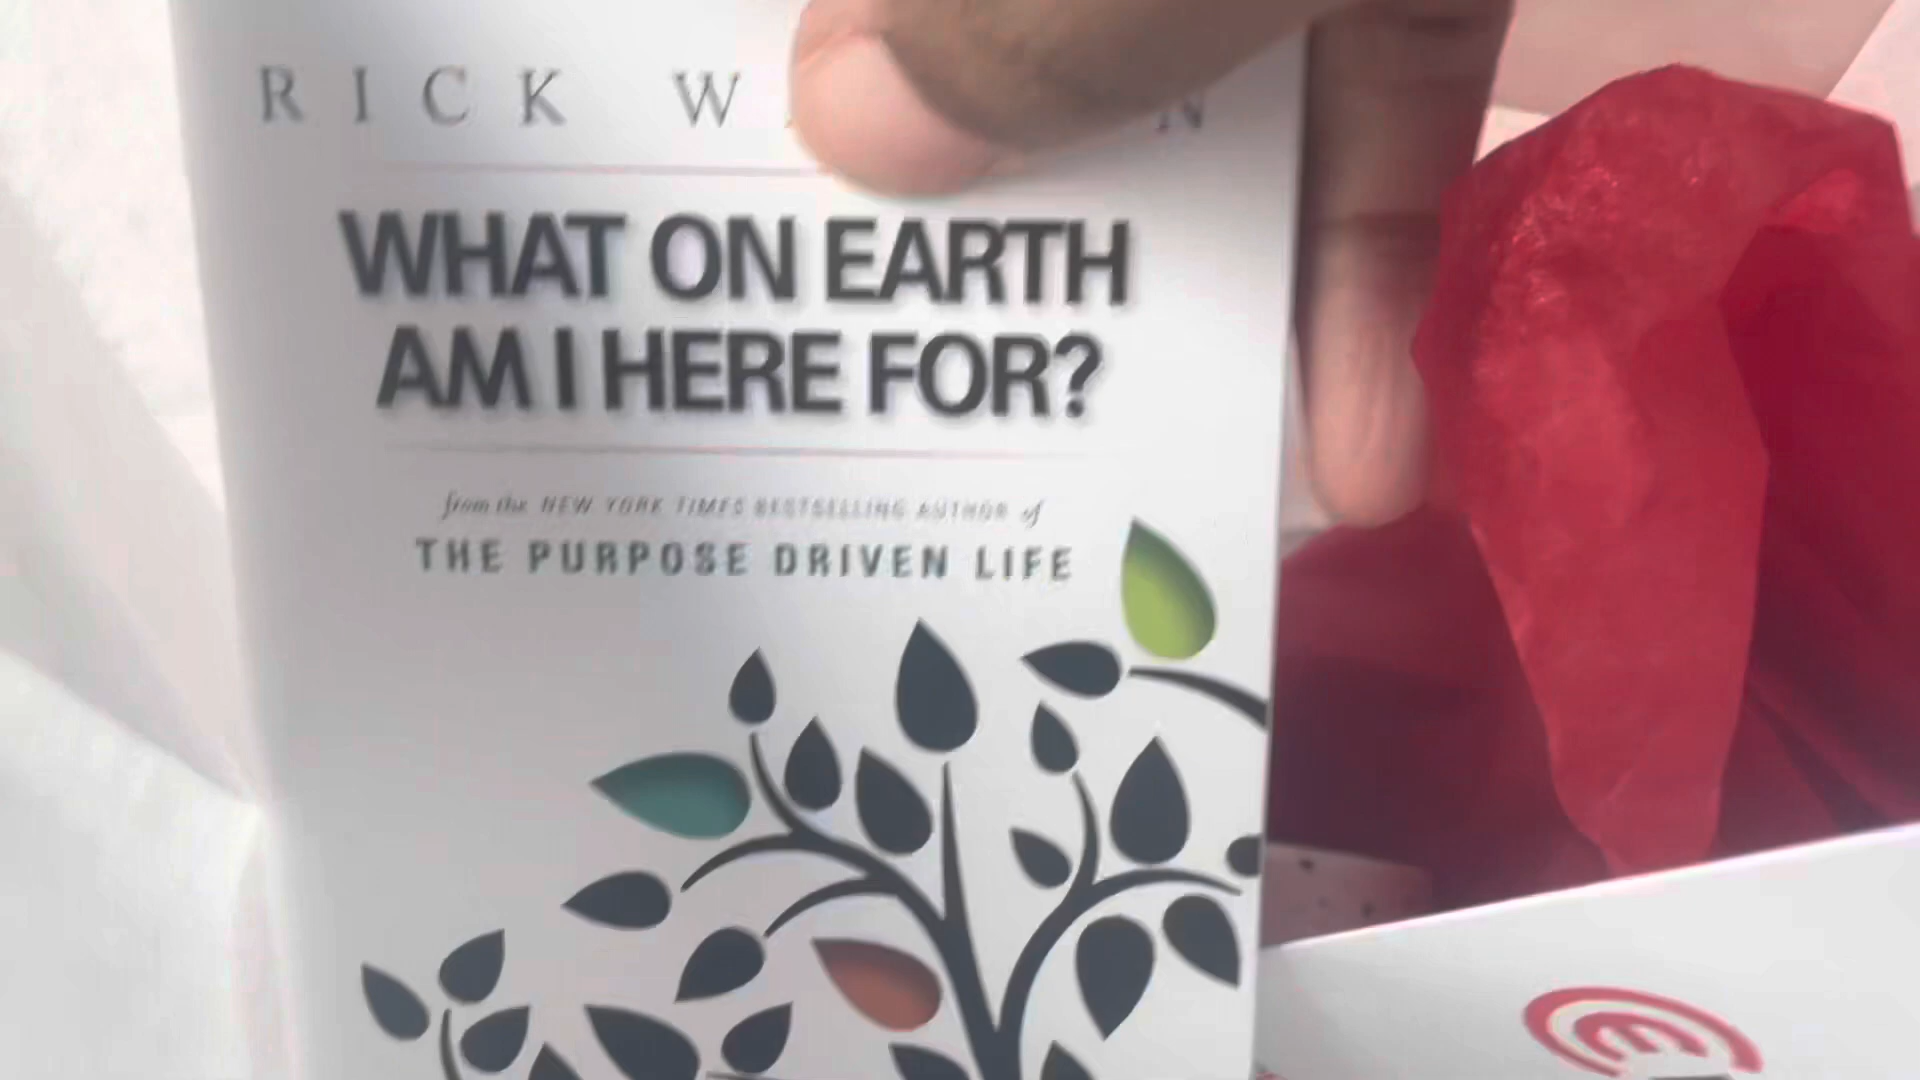 RICK W N
WHAT ON EARTH
AM I HERE FOR?
from the NEW YORK TIMES BESTSELLING AUTHOR of
THE PURPOSE DRIVEN LIFE